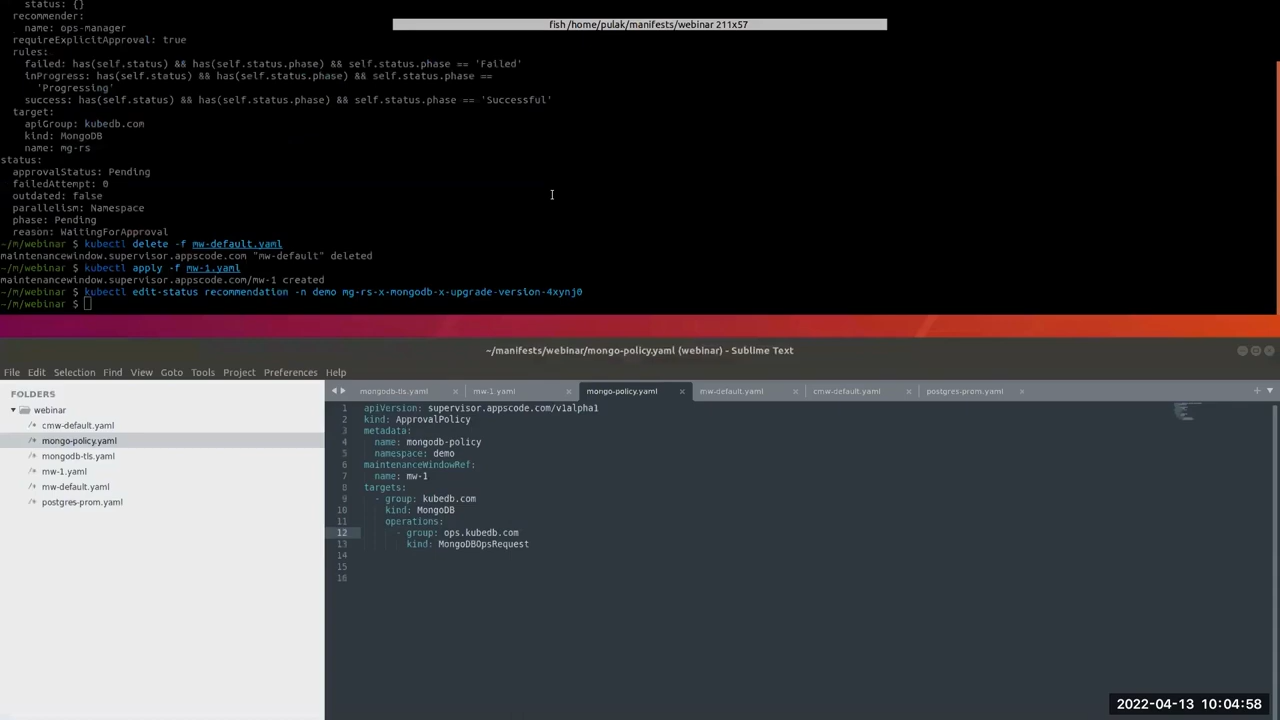 status: {}
fish /home/pulak/manifests/webinar 211x57
recommender:
name: ops-manager
requireExplicitApproval: true
rules:
failed: has(self.status) && has(self.status.phase) && self.status.phase == 'Failed'
inProgress: has(self.status) && has(self.status.phase) && self.status.phase ==
'Progressing'
success: has(self.status) && has(self.status.phase) && self.status.phase == 'Successful'
target:
apiGroup: kubedb.com
kind: MongoDB
name: mg-rs
status:
approvalStatus: Pending
failedAttempt: 0
outdated: false
parallelism: Namespace
phase: Pending
reason: WaitingForApproval
~/m/webinar $ kubectl delete -f mw-default.yaml
maintenancewindow.supervisor.appscode.com "mw-default" deleted
~/m/webinar $ kubectl apply -f mw-1.yaml
maintenancewindow.supervisor.appscode.com/mw-1 created
~/m/webinar $ kubectl edit-status recommendation -n demo mg-rs-x-mongodb-x-upgrade-version-4xynj0
~/m/webinar $
~/manifests/webinar/mongo-policy.yaml (webinar) - Sublime Text
File Edit Selection Find View Goto Tools Project Preferences Help
FOLDERS
webinar
cmw-default.yaml
mongo-policy.yaml
mongodb-tls.yaml
mw-1.yaml
mw-default.yaml
postgres-prom.yaml
mongodb-tls.yaml mw-1.yaml mongo-policy.yaml mw-default.yaml cmw-default.yaml postgres-prom.yaml
1 apiVersion: supervisor.appscode.com/v1alpha1
2 kind: ApprovalPolicy
3 metadata:
4 name: mongodb-policy
5 namespace: demo
6 maintenanceWindowRef:
7 name: mw-1
8 targets:
9 - group: kubedb.com
10 kind: MongoDB
11 operations:
12 - group: ops.kubedb.com
13 kind: MongoDBOpsRequest
14
15
16
2022-04-13 10:04:58